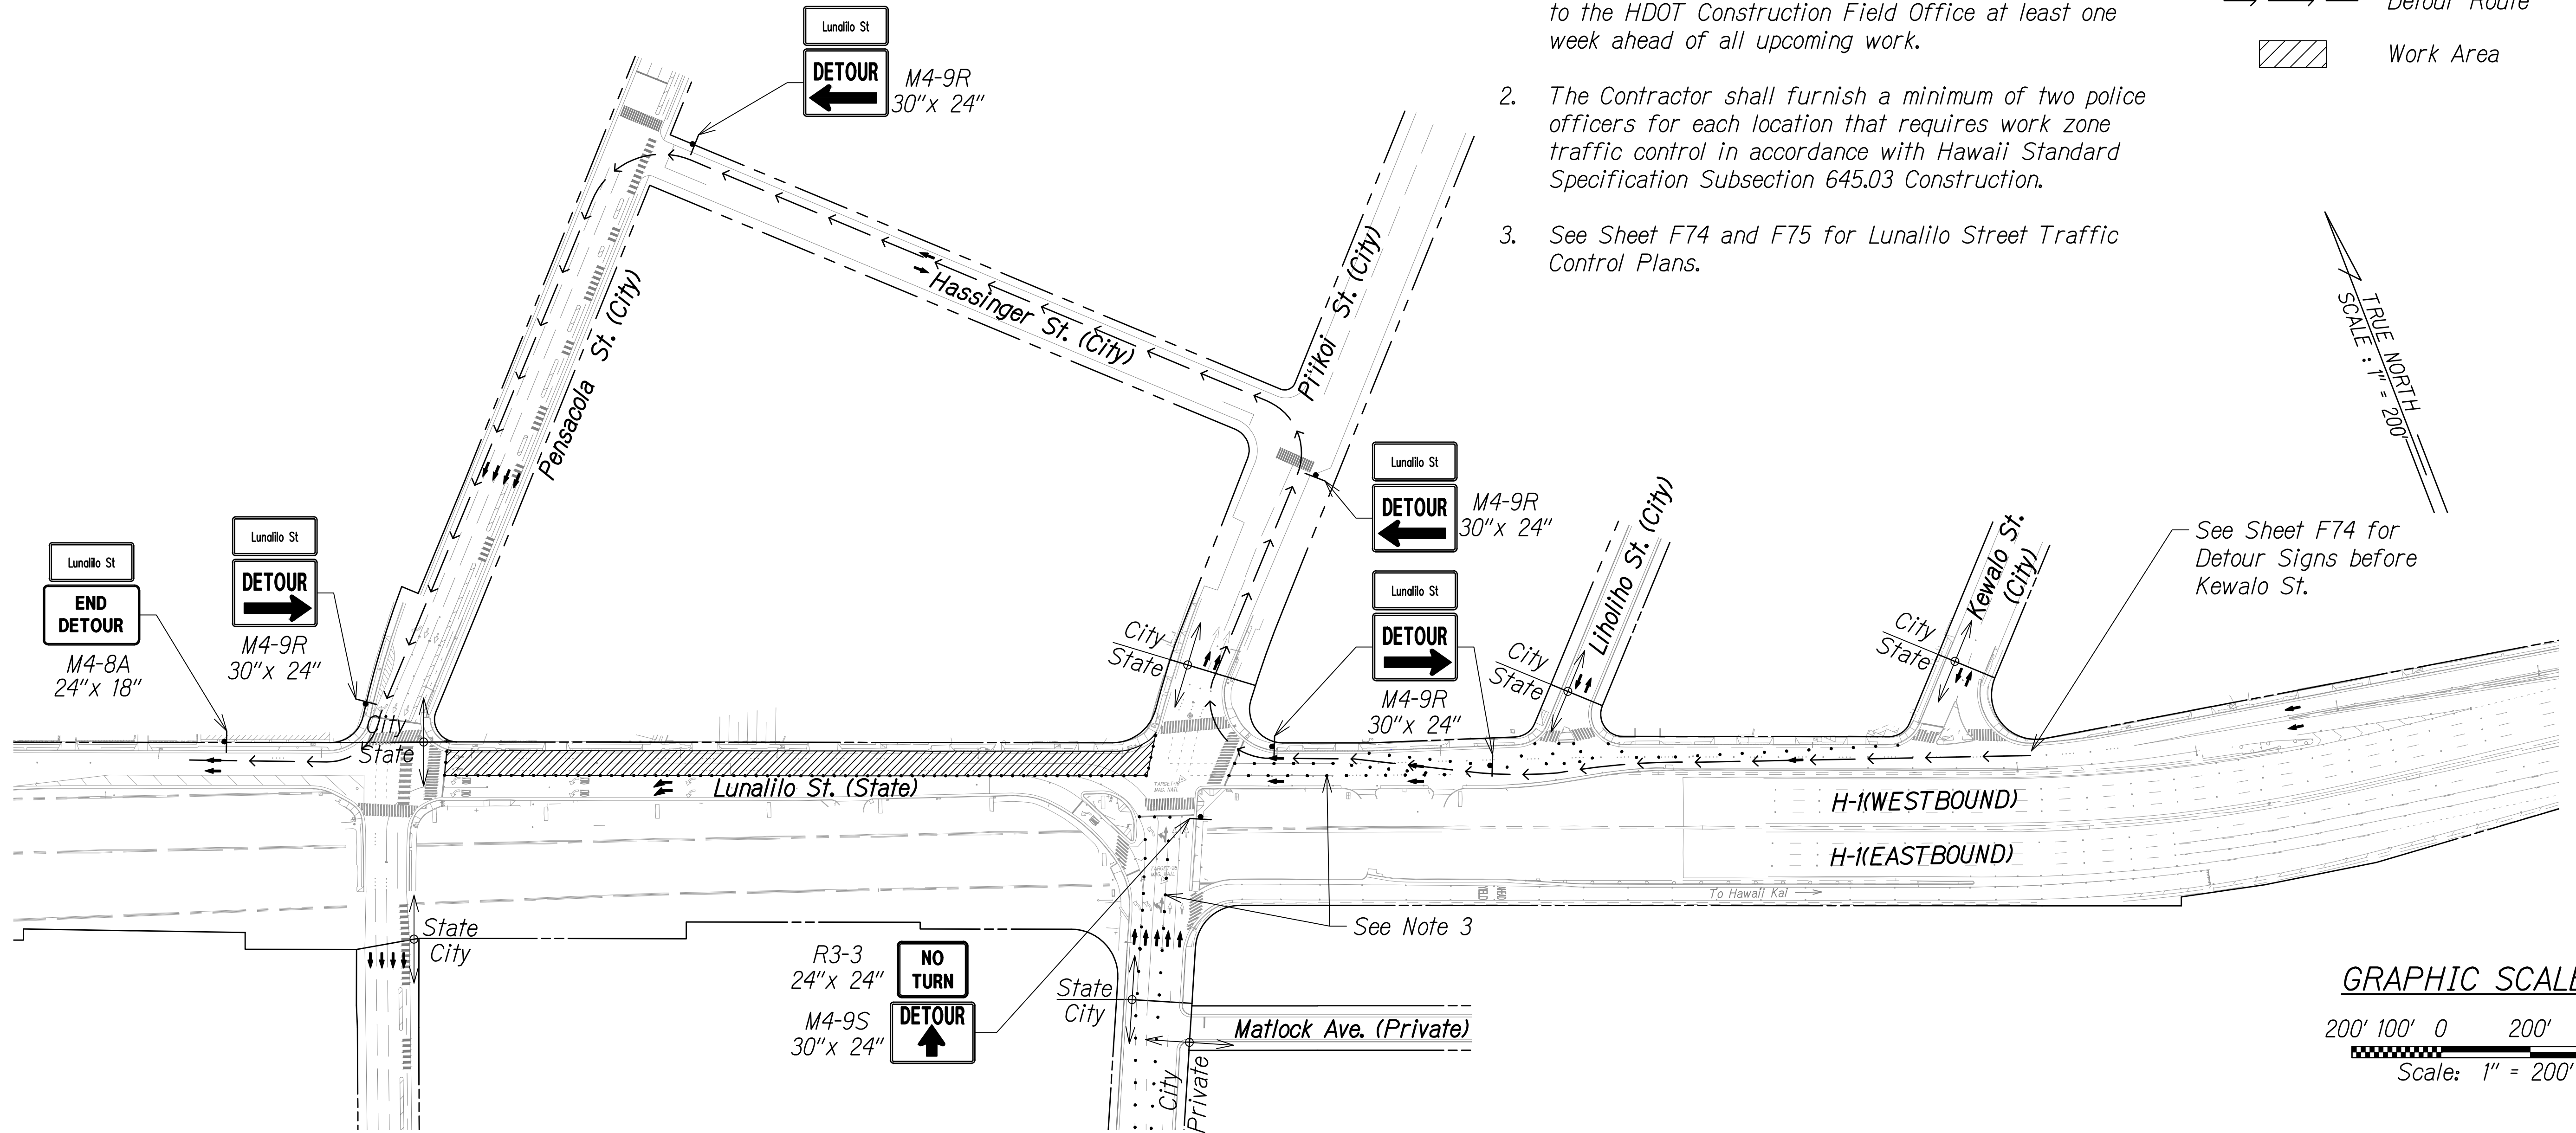 to the HDOT Construction Field Office at least one
week ahead of all upcoming work.
2. The Contractor shall furnish a minimum of two police
officers for each location that requires work zone
traffic control in accordance with Hawaii Standard
Specification Subsection 645.03 Construction.
3. See Sheet F74 and F75 for Lunalilo Street Traffic
Control Plans.
Detour Route
Work Area
TRUE NORTH
SCALE : 1" = 200'
Lunalilo St
DETOUR
M4-9R
30"x 24"
Pensacola St. (City)
Hassinger St. (City)
Pi'ikoi St. (City)
Lunalilo St
DETOUR
M4-9R
30"x 24"
Lunalilo St
DETOUR
M4-9R
30"x 24"
Liholiho St. (City)
Kewalo St.
(City)
See Sheet F74 for
Detour Signs before
Kewalo St.
Lunalilo St
END
DETOUR
M4-8A
24"x 18"
Lunalilo St
DETOUR
M4-9R
30"x 24"
City
State
City
State
City
State
City
State
Lunalilo St. (State)
H-1(WESTBOUND)
H-1(EASTBOUND)
To Hawaii Kai
YIELD
See Note 3
State
City
R3-3
24"x 24"
NO
TURN
M4-9S
30"x 24"
DETOUR
State
City
Matlock Ave. (Private)
City
Private
GRAPHIC SCALE
200' 100' 0 200'
Scale: 1" = 200'